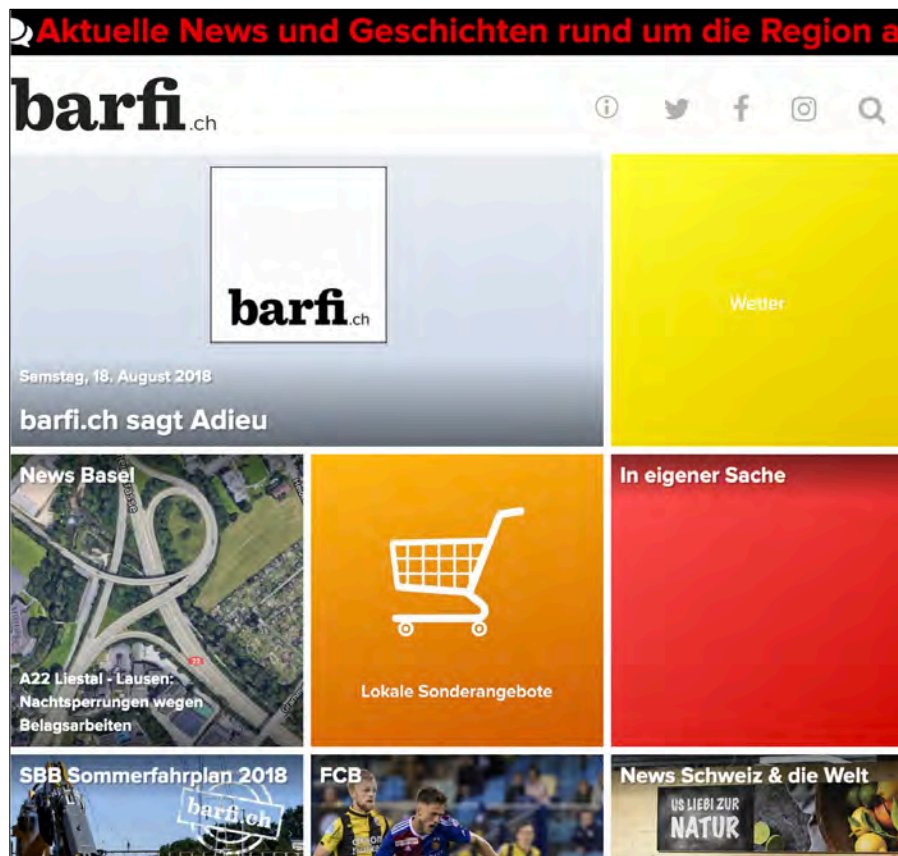 Aktuelle News und Geschichten rund um die Region a
barfi.ch
barfi.ch
Wetter
Samstag, 18. August 2018
barfi.ch sagt Adieu
News Basel
In eigener Sache
A22 Liestal - Lausen:
Nachtsperrungen wegen
Belagsarbeiten
Lokale Sonderangebote
SBB Sommerfahrplan 2018
barfi.ch
FCB
News Schweiz & die Welt
US LIEBI ZUR
NATUR